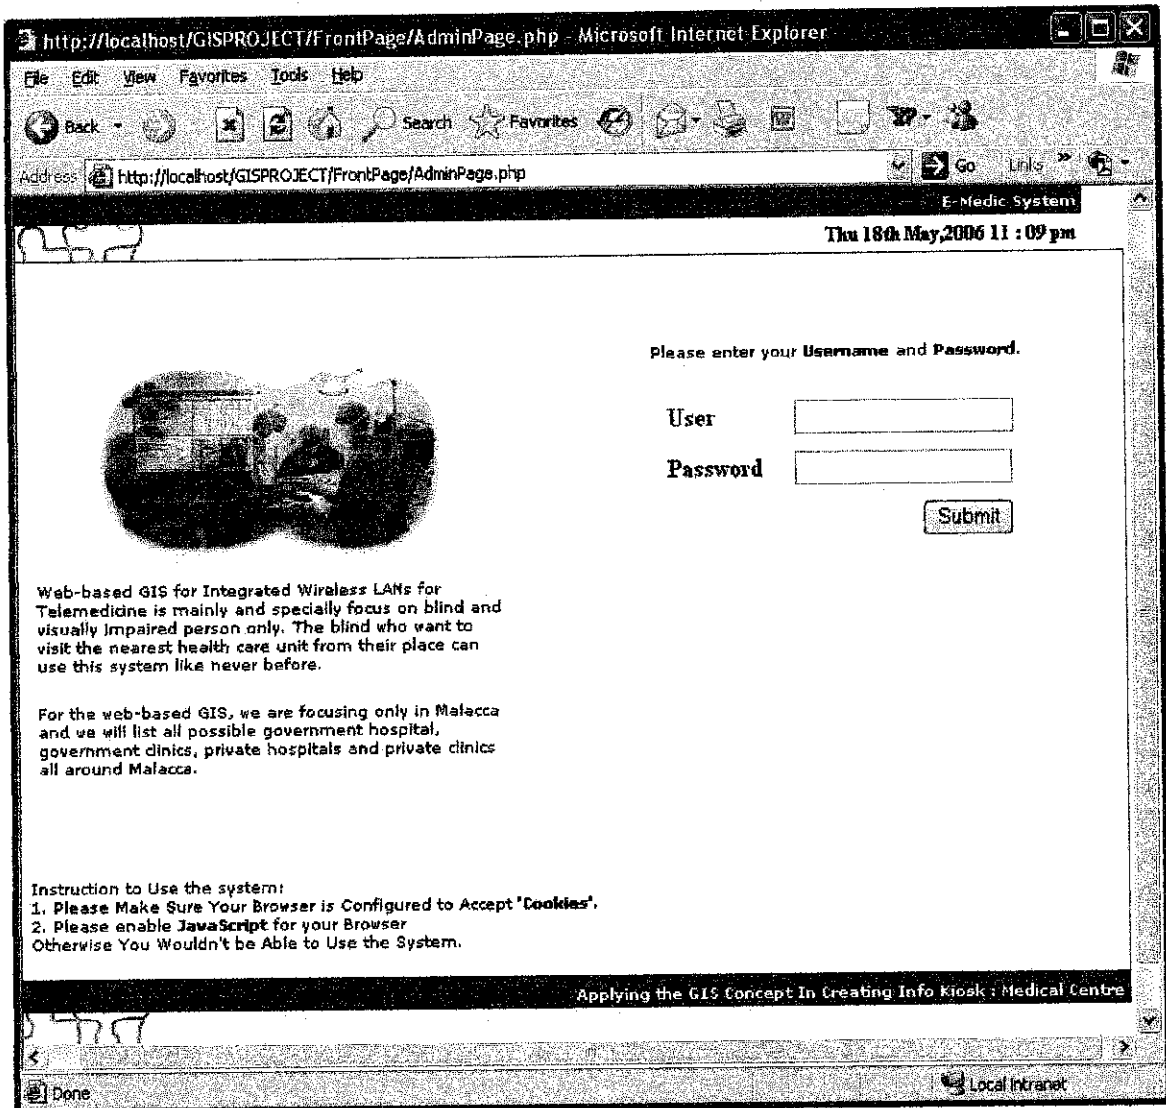 http://localhost/GISPROJECT/FrontPage/AdminPage.php - Microsoft Internet Explorer
File Edit View Favorites Tools Help
Back Search Favorites
Address http://localhost/GISPROJECT/FrontPage/AdminPage.php Go Links »
E-Medic System
Thu 18th May,2006 11 : 09 pm
Please enter your Username and Password.
User
Password
Submit
Web-based GIS for Integrated Wireless LANs for
Telemedicine is mainly and specially focus on blind and
visually impaired person only. The blind who want to
visit the nearest health care unit from their place can
use this system like never before.
For the web-based GIS, we are focusing only in Malacca
and we will list all possible government hospital,
government clinics, private hospitals and private clinics
all around Malacca.
Instruction to Use the system:
1. Please Make Sure Your Browser is Configured to Accept 'Cookies'.
2. Please enable JavaScript for your Browser
Otherwise You Wouldn't be Able to Use the System.
Applying the GIS Concept In Creating Info Kiosk : Medical Centre
Done Local intranet